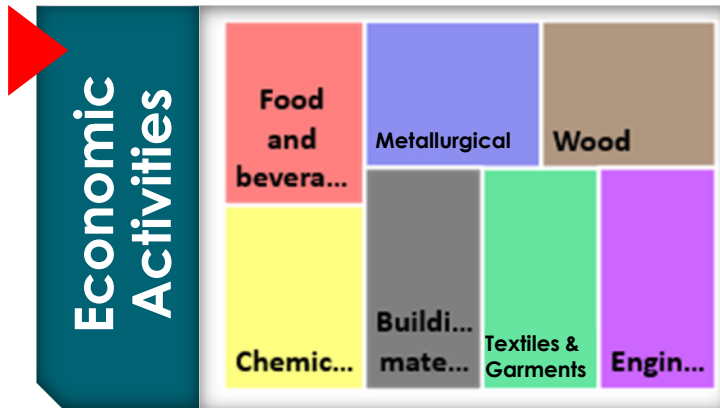 Economic
Activities
Food
and
bevera...
Metallurgical
Wood
Chemic...
Buildi...
mate...
Textiles &
Garments
Engin...